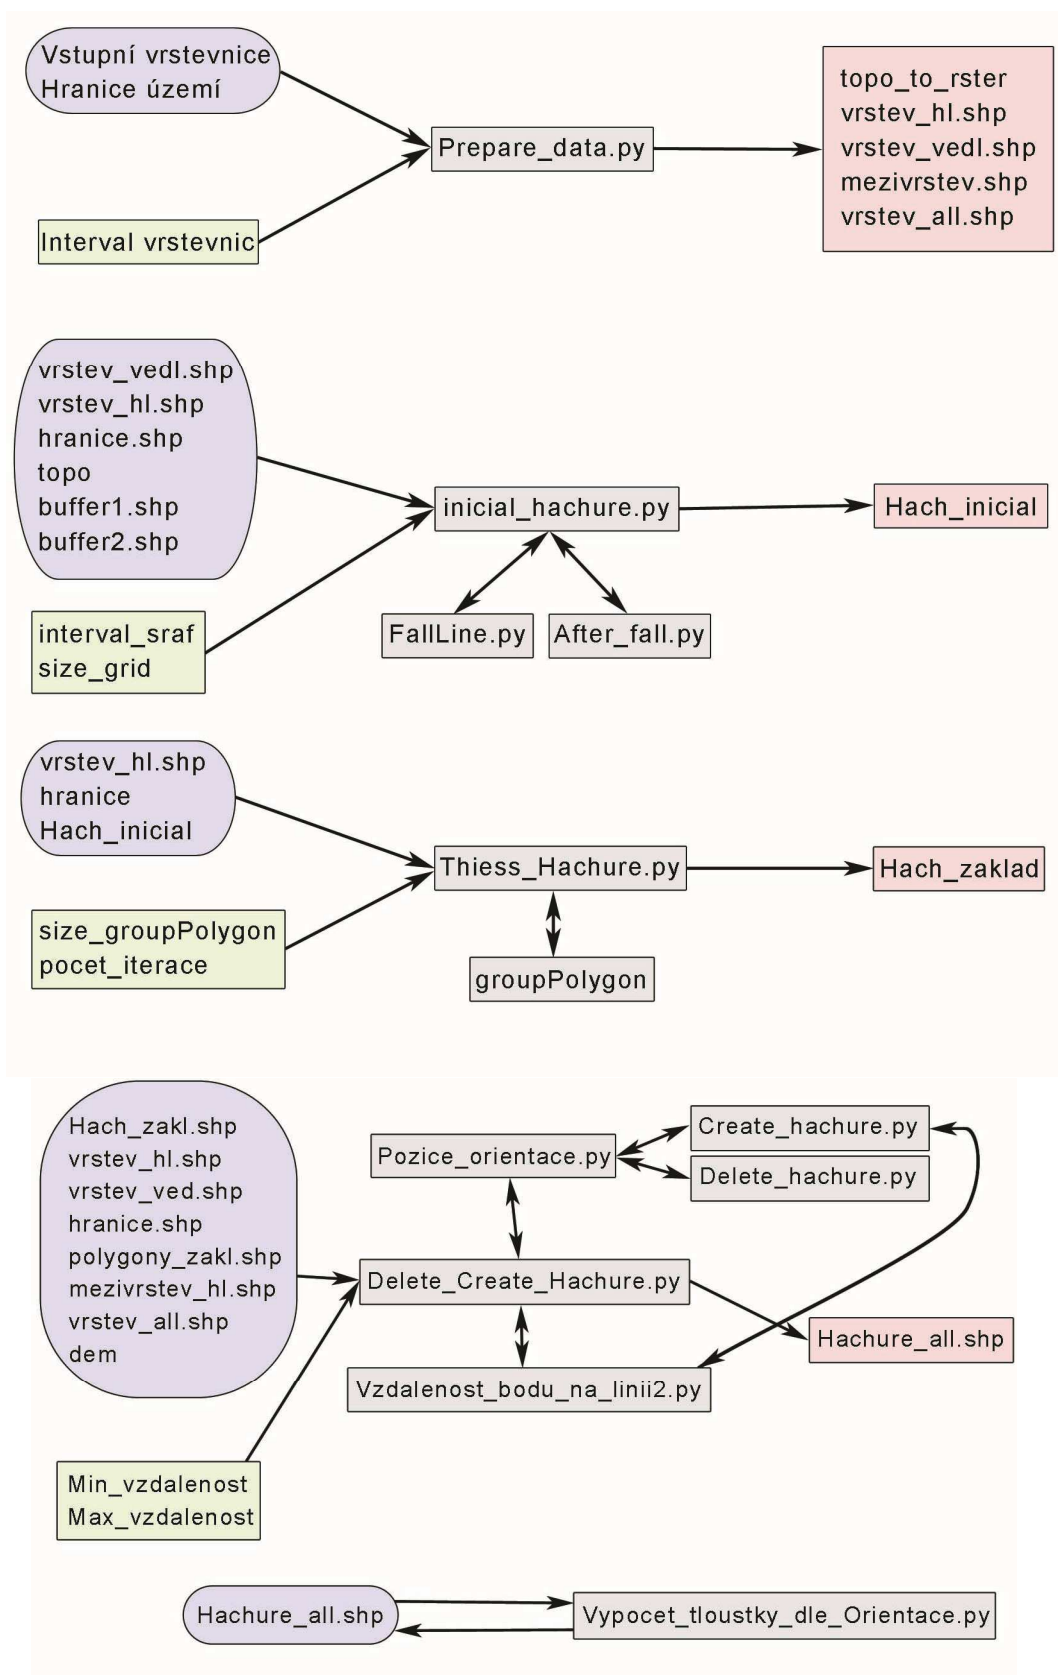 Vstupní vrstevnice
Hranice území
Interval vrstevnic
Prepare_data.py
topo_to_rster
vrstev_hl.shp
vrstev_vedl.shp
mezivrstev.shp
vrstev_all.shp
vrstev_vedl.shp
vrstev_hl.shp
hranice.shp
topo
buffer1.shp
buffer2.shp
interval_sraf
size_grid
inicial_hachure.py
FallLine.py
After_fall.py
Hach_inicial
vrstev_hl.shp
hranice
Hach_inicial
size_groupPolygon
pocet_iterace
Thiess_Hachure.py
groupPolygon
Hach_zaklad
Hach_zakl.shp
vrstev_hl.shp
vrstev_ved.shp
hranice.shp
polygony_zakl.shp
mezivrstev_hl.shp
vrstev_all.shp
dem
Min_vzdalenost
Max_vzdalenost
Pozice_orientace.py
Create_hachure.py
Delete_hachure.py
Delete_Create_Hachure.py
Vzdalenost_bodu_na_linii2.py
Hachure_all.shp
Hachure_all.shp
Vypocet_tloustky_dle_Orientace.py